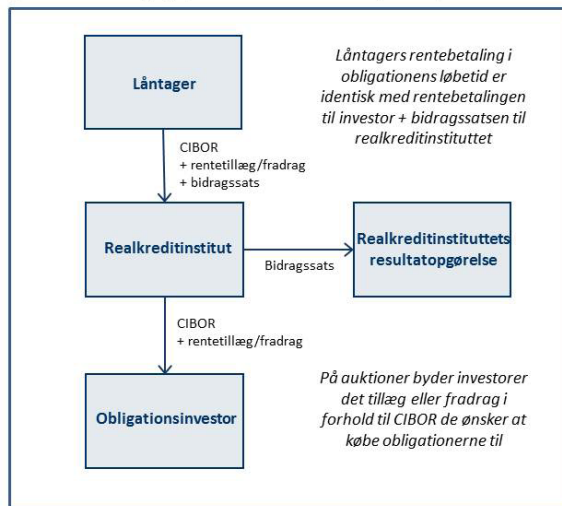 Låntager
Låntagers rentebetaling i
obligationens løbetid er
identisk med rentebetalingen
til investor + bidragssatsen til
realkreditinstituttet
CIBOR
+ rentetillæg/fradrag
+ bidragssats
Realkreditinstitut
Bidragssats
Realkreditinstituttets
resultatopgørelse
CIBOR
+ rentetillæg/fradrag
Obligationsinvestor
På auktioner byder investorer
det tillæg eller fradrag i
forhold til CIBOR de ønsker at
købe obligationerne til